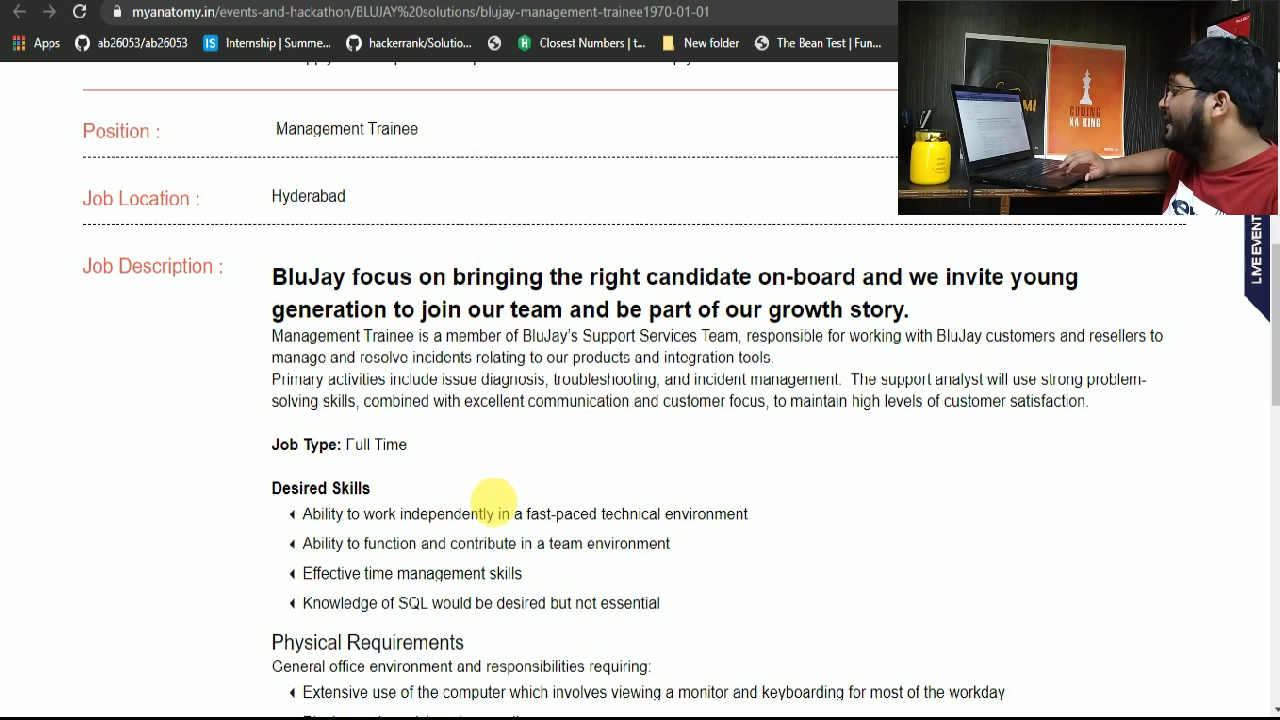 myanatomy.in/events-and-hackathon/BLUJAY%20solutions/blujay-management-trainee1970-01-01
Apps ab26053/ab26053 Internship | Summe... hackerrank/Solutio... Closest Numbers | t... New folder The Bean Test | Fun...
CODING
KA KING
Position : Management Trainee
Job Location : Hyderabad
LIVE EVENT
Job Description : BluJay focus on bringing the right candidate on-board and we invite young
generation to join our team and be part of our growth story.
Management Trainee is a member of BluJay's Support Services Team, responsible for working with BluJay customers and resellers to
manage and resolve incidents relating to our products and integration tools.
Primary activities include issue diagnosis, troubleshooting, and incident management. The support analyst will use strong problem-
solving skills, combined with excellent communication and customer focus, to maintain high levels of customer satisfaction.
Job Type: Full Time
Desired Skills
Ability to work independently in a fast-paced technical environment
Ability to function and contribute in a team environment
Effective time management skills
Knowledge of SQL would be desired but not essential
Physical Requirements
General office environment and responsibilities requiring:
Extensive use of the computer which involves viewing a monitor and keyboarding for most of the workday